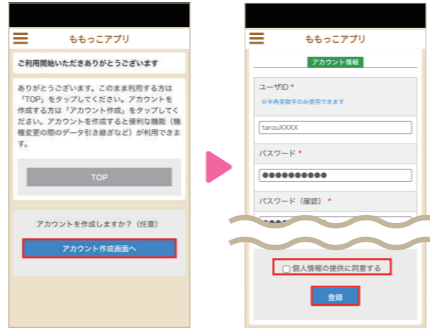 ももっこアプリ
ご利用開始いただきありがとうございます
ありがとうございます。このまま利用する方は
「TOP」をタップしてください。アカウントを
作成する方は「アカウント作成」をタップしてく
ださい。アカウントを作成すると便利な機能（機
種変更の際のデータ引き継ぎなど）が利用できま
す。
TOP
アカウントを作成しますか？（任意）
アカウント作成画面へ
ももっこアプリ
アカウント情報
ユーザID *
※半角英数字のみ使用できます
tarouXXXX
パスワード *
●●●●●●●●●●
パスワード（確認） *
個人情報の提供に同意する
登録